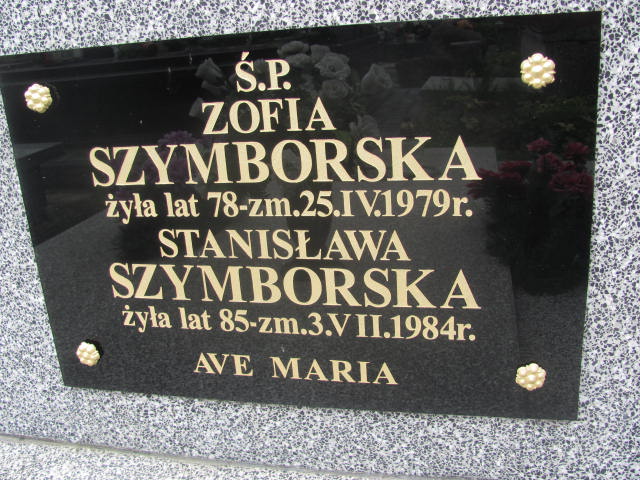 Ś.P.
ZOFIA
SZYMBORSKA
żyła lat 78-zm.25.IV.1979r.
STANISŁAWA
SZYMBORSKA
żyła lat 85-zm.3.VII.1984r.
AVE MARIA